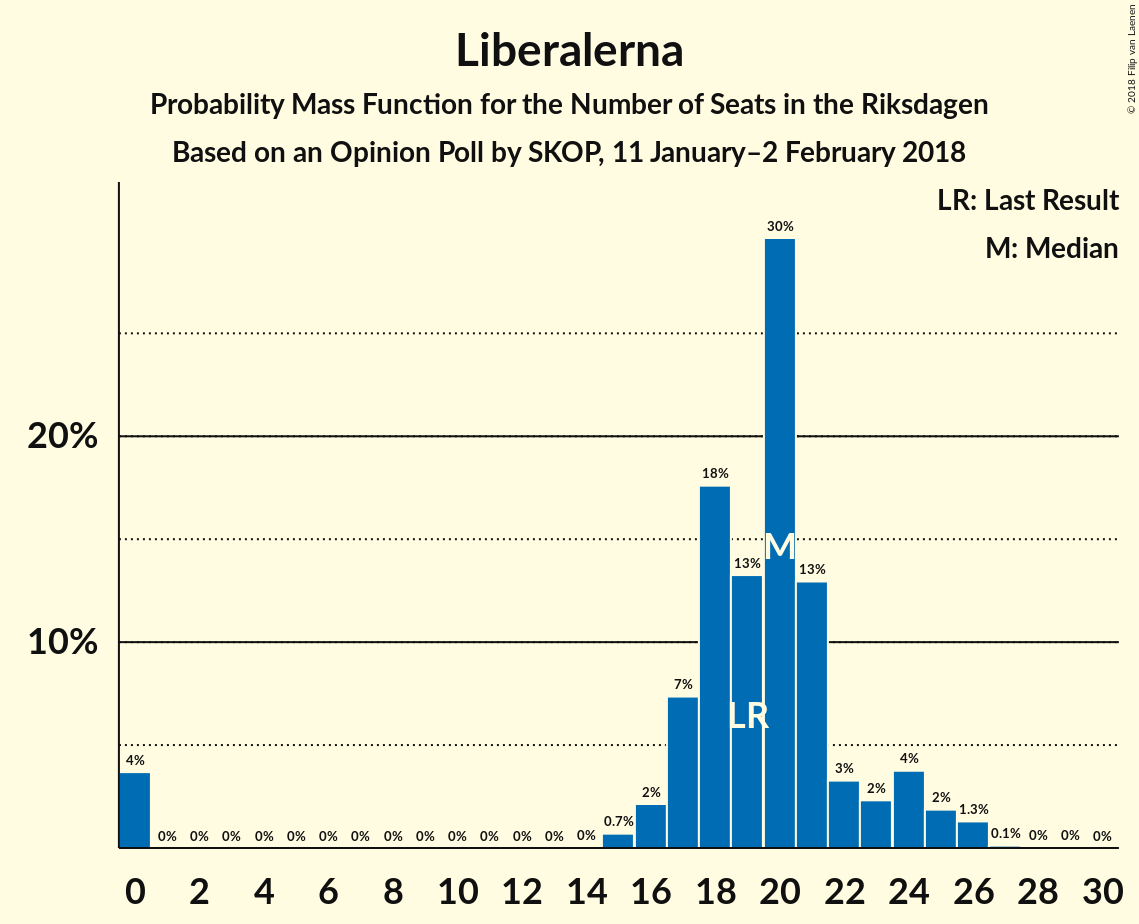 Liberalerna
Probability Mass Function for the Number of Seats in the Riksdagen
Based on an Opinion Poll by SKOP, 11 January–2 February 2018
© 2018 Filip van Laenen
LR: Last Result
M: Median
30%
20%
18%
M
13%
13%
10%
7%
LR
4%
4%
3%
2%
2%
2%
1.3%
0.7%
0.1%
0% 0% 0% 0% 0% 0% 0% 0% 0% 0% 0% 0% 0% 0% 0% 0% 0%
0 2 4 6 8 10 12 14 16 18 20 22 24 26 28 30